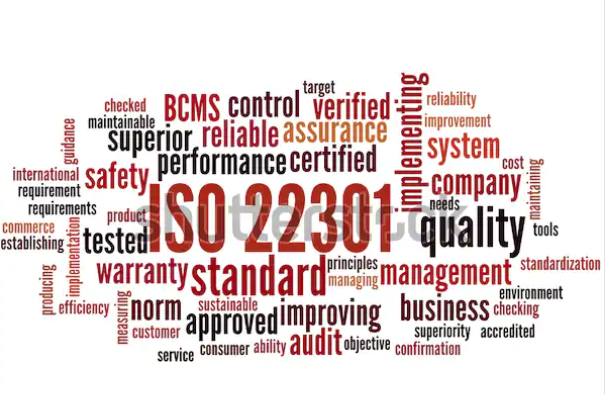 target
checked BCMS control verified implementing reliability
maintainable guidance superior reliable assurance improvement
performance certified system
international safety cost
requirement ISO 22301 company maintaining
requirements product needs
commerce shutterstock quality tools
establishing implementation tested
warranty standard principles management standardization
producing managing environment
efficiency measuring norm sustainable improving business checking
customer approved superiority accredited
service consumer ability audit objective confirmation